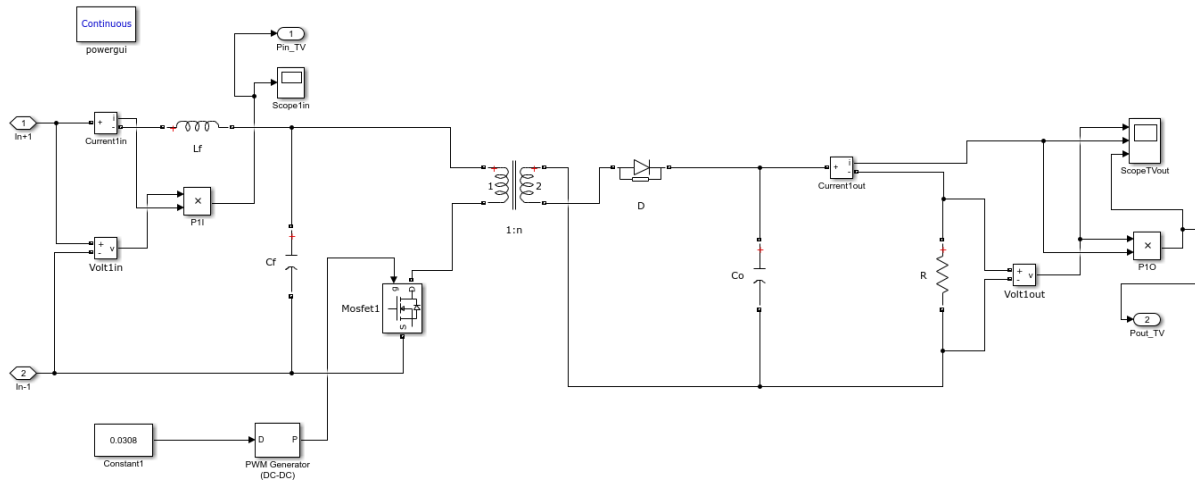 Continuous
powergui
1
Pin_TV
Scope1in
1
In+1
+
-
i
Current1in
+
Lf
×
P1I
+
-
v
Volt1in
+
Cf
Mosfet1
g
D
S
2
In-1
0.0308
Constant1
D
P
PWM Generator
(DC-DC)
+
1
+
2
1:n
D
+
Co
+
i
-
Current1out
+
R
+
-
v
Volt1out
ScopeTVout
×
P1O
2
Pout_TV